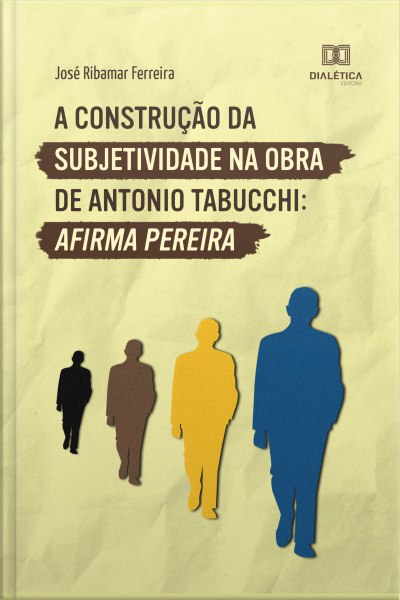 José Ribamar Ferreira
DIALÉTICA
EDITORA
A CONSTRUÇÃO DA
SUBJETIVIDADE NA OBRA
DE ANTONIO TABUCCHI:
AFIRMA PEREIRA